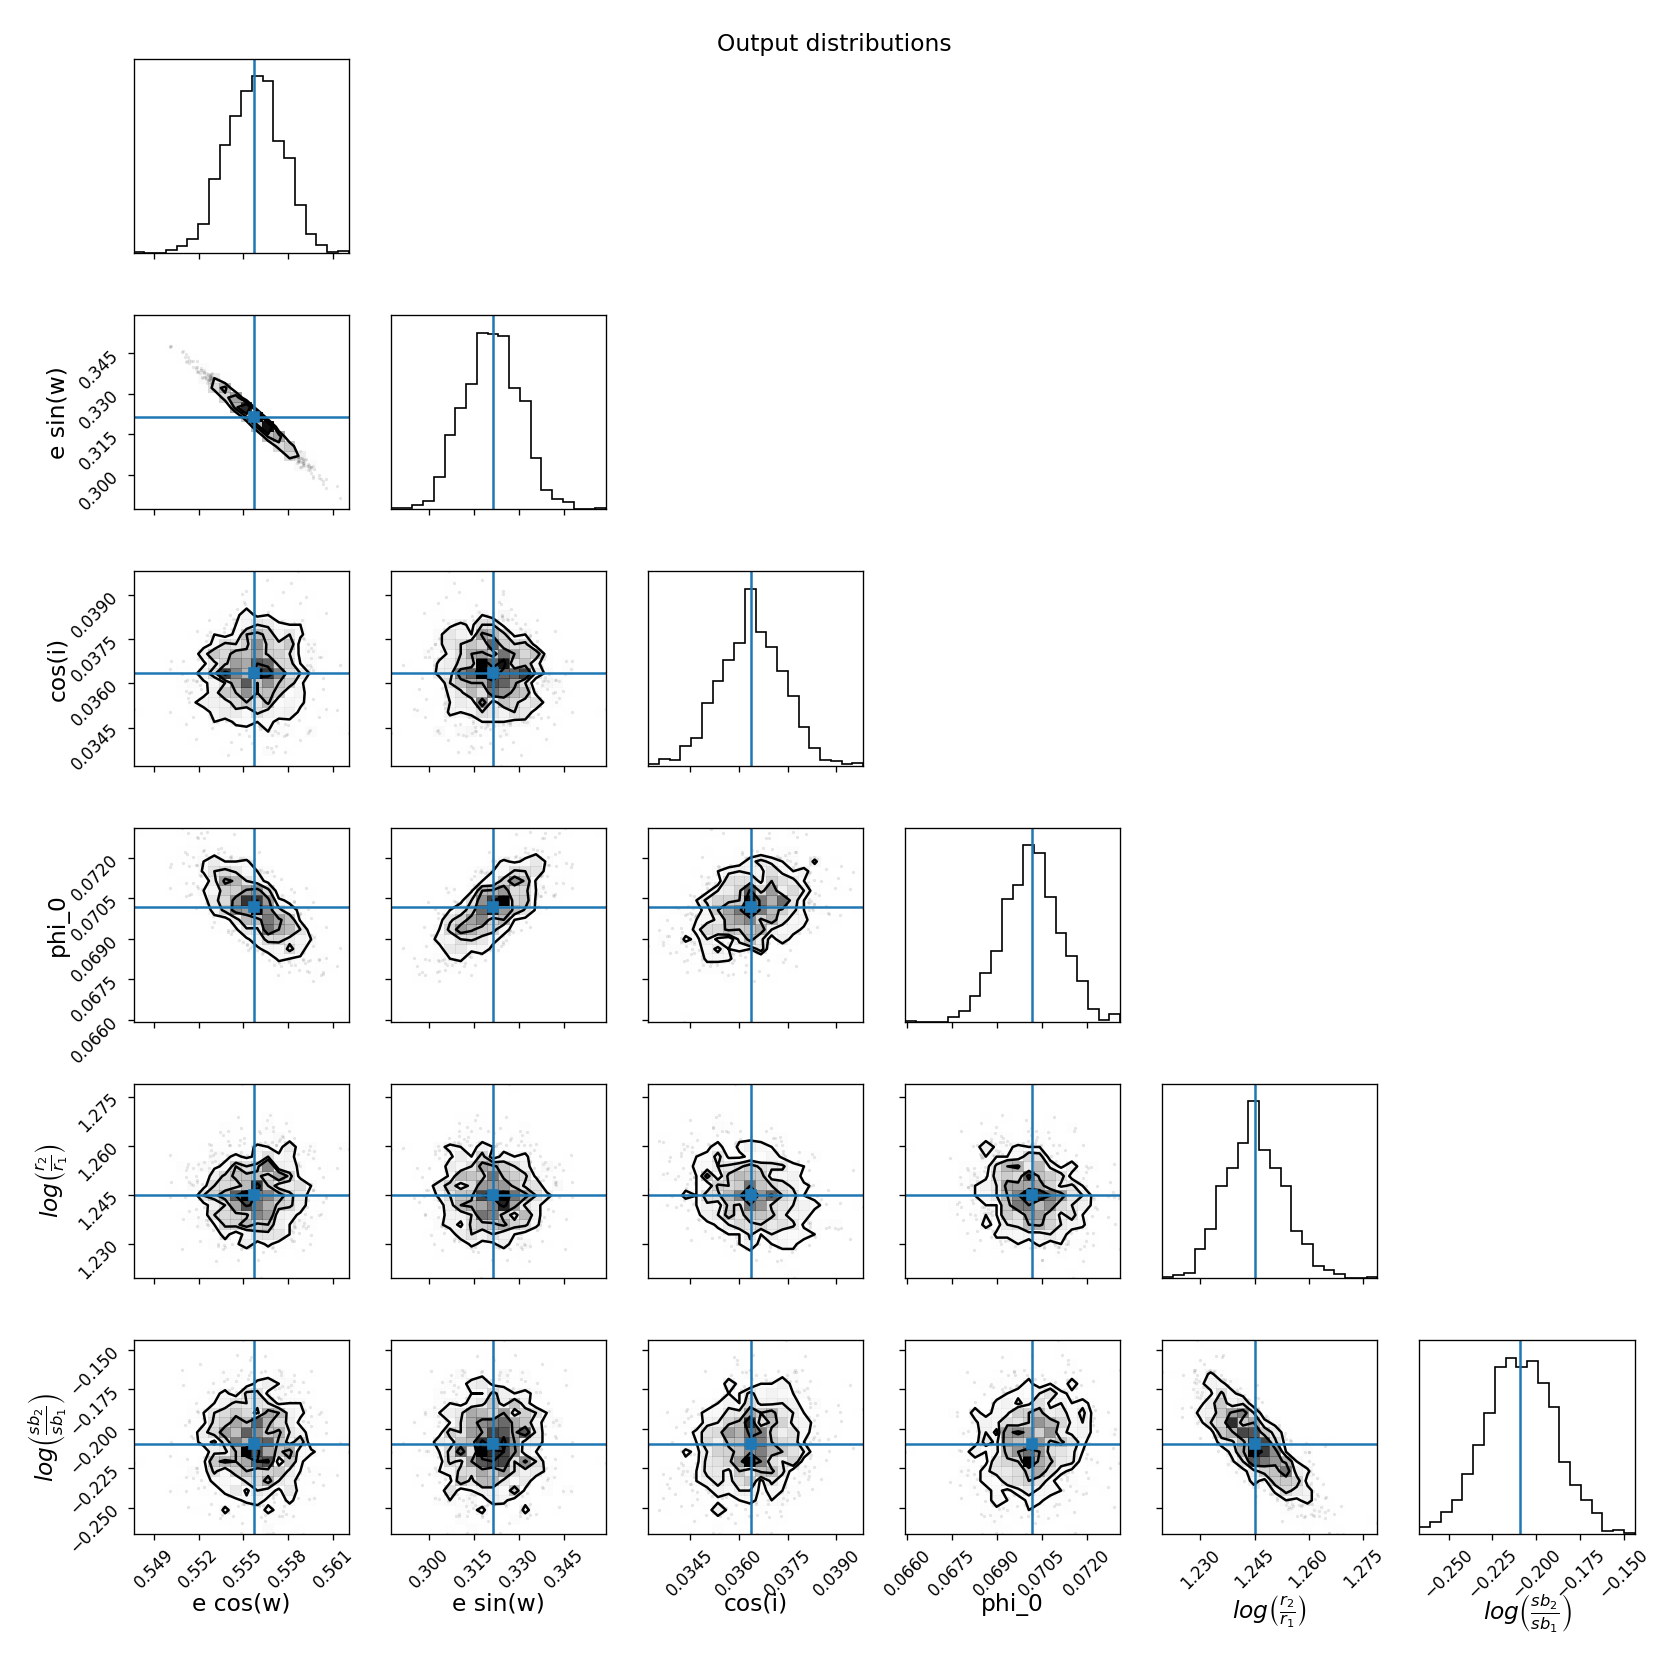 Output distributions
e sin(w)
0.345
0.330
0.315
0.300
cos(i)
0.0390
0.0375
0.0360
0.0345
phi_0
0.0720
0.0705
0.0690
0.0675
0.0660
log(r2/r1)
1.275
1.260
1.245
1.230
log(sb2/sb1)
−0.150
−0.175
−0.200
−0.225
−0.250
0.549 0.552 0.555 0.558 0.561
e cos(w)
0.300 0.315 0.330 0.345
e sin(w)
0.0345 0.0360 0.0375 0.0390
cos(i)
0.0660 0.0675 0.0690 0.0705 0.0720
phi_0
1.230 1.245 1.260 1.275
log(r2/r1)
−0.250 −0.225 −0.200 −0.175 −0.150
log(sb2/sb1)